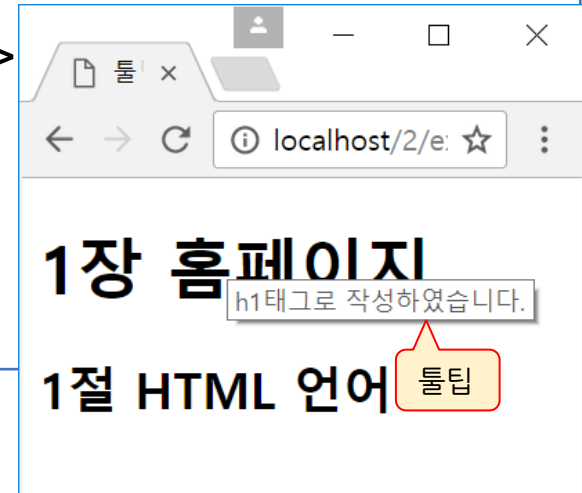 >
툴
localhost/2/e
1장 홈페이지
h1태그로 작성하였습니다.
1절 HTML 언어
툴팁